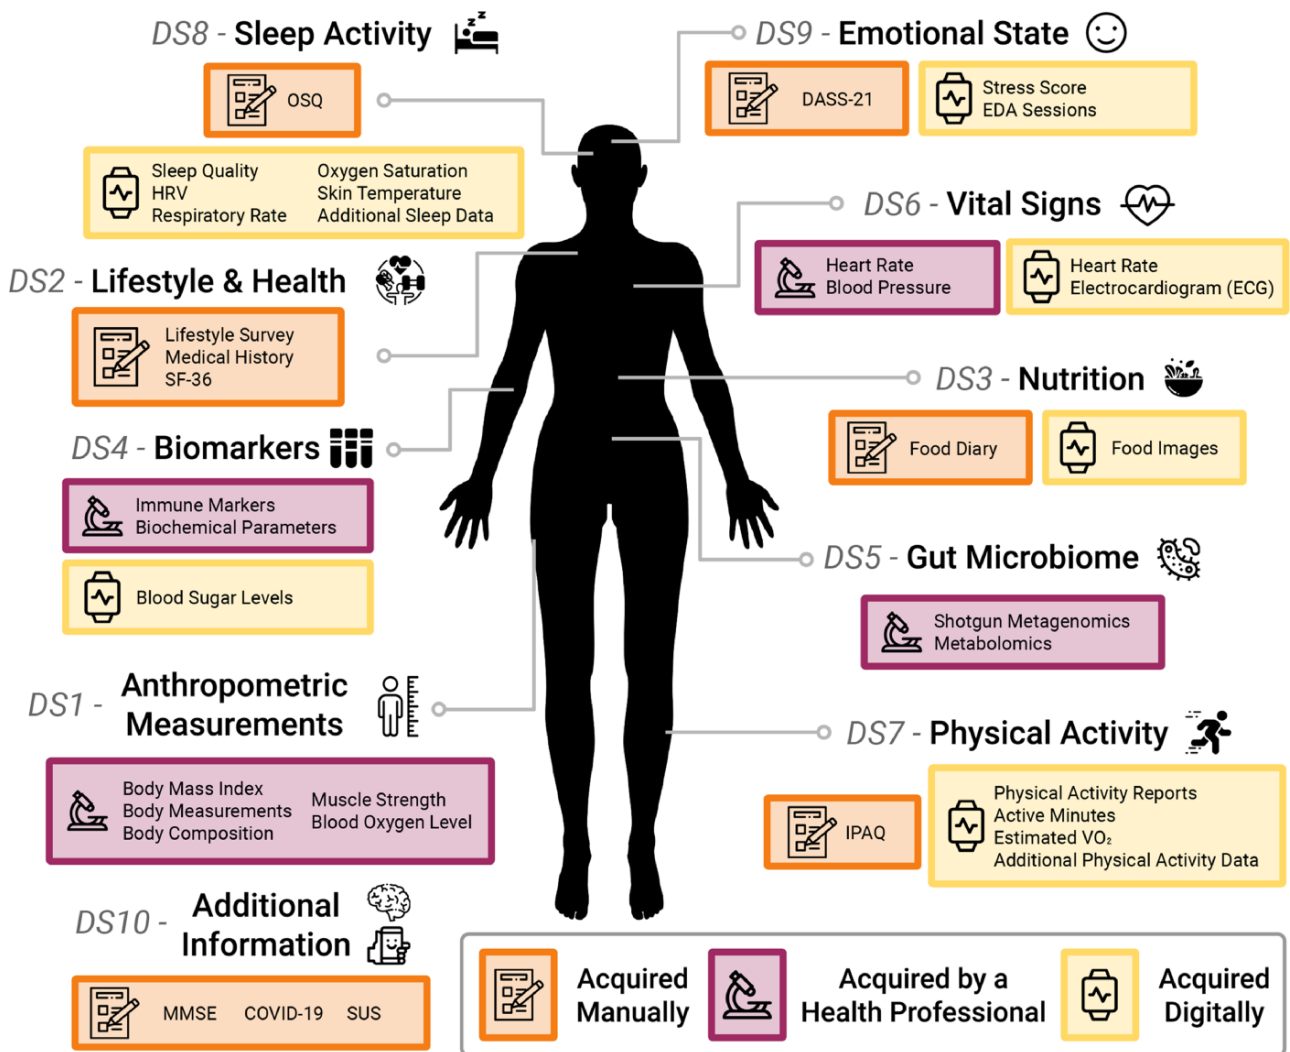 DS8 - Sleep Activity
z z z
OSQ
Sleep Quality
HRV
Respiratory Rate
Oxygen Saturation
Skin Temperature
Additional Sleep Data
DS9 - Emotional State
DASS-21
Stress Score
EDA Sessions
DS2 - Lifestyle & Health
Lifestyle Survey
Medical History
SF-36
DS6 - Vital Signs
Heart Rate
Blood Pressure
Heart Rate
Electrocardiogram (ECG)
DS4 - Biomarkers
Immune Markers
Biochemical Parameters
Blood Sugar Levels
DS3 - Nutrition
Food Diary
Food Images
DS5 - Gut Microbiome
Shotgun Metagenomics
Metabolomics
DS1 - Anthropometric
Measurements
Body Mass Index
Body Measurements
Body Composition
Muscle Strength
Blood Oxygen Level
DS7 - Physical Activity
IPAQ
Physical Activity Reports
Active Minutes
Estimated VO₂
Additional Physical Activity Data
DS10 - Additional
Information
MMSE COVID-19 SUS
Acquired
Manually
Acquired by a
Health Professional
Acquired
Digitally